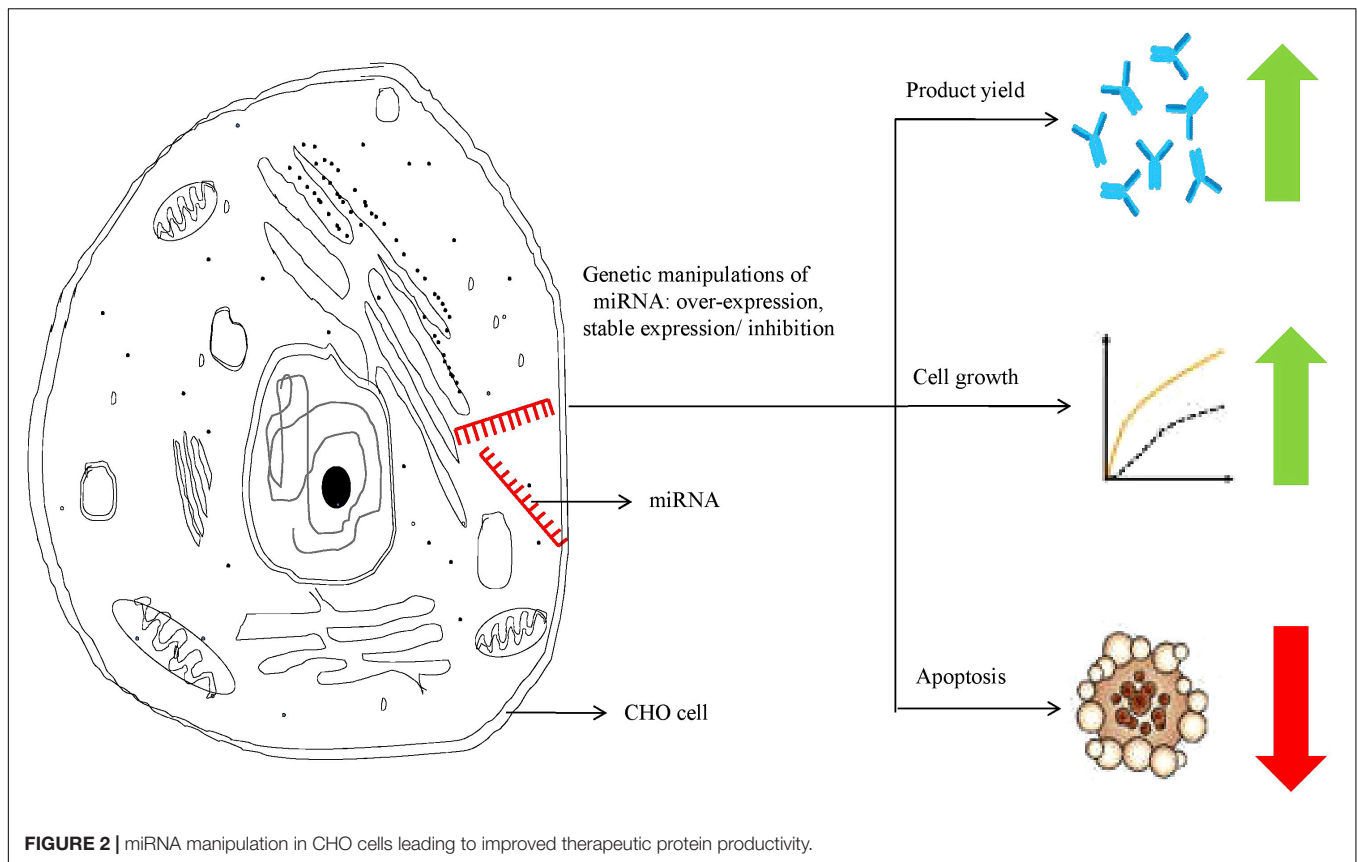 Product yield
Genetic manipulations of
miRNA: over-expression,
stable expression/ inhibition
Cell growth
miRNA
Apoptosis
CHO cell
FIGURE 2 | miRNA manipulation in CHO cells leading to improved therapeutic protein productivity.